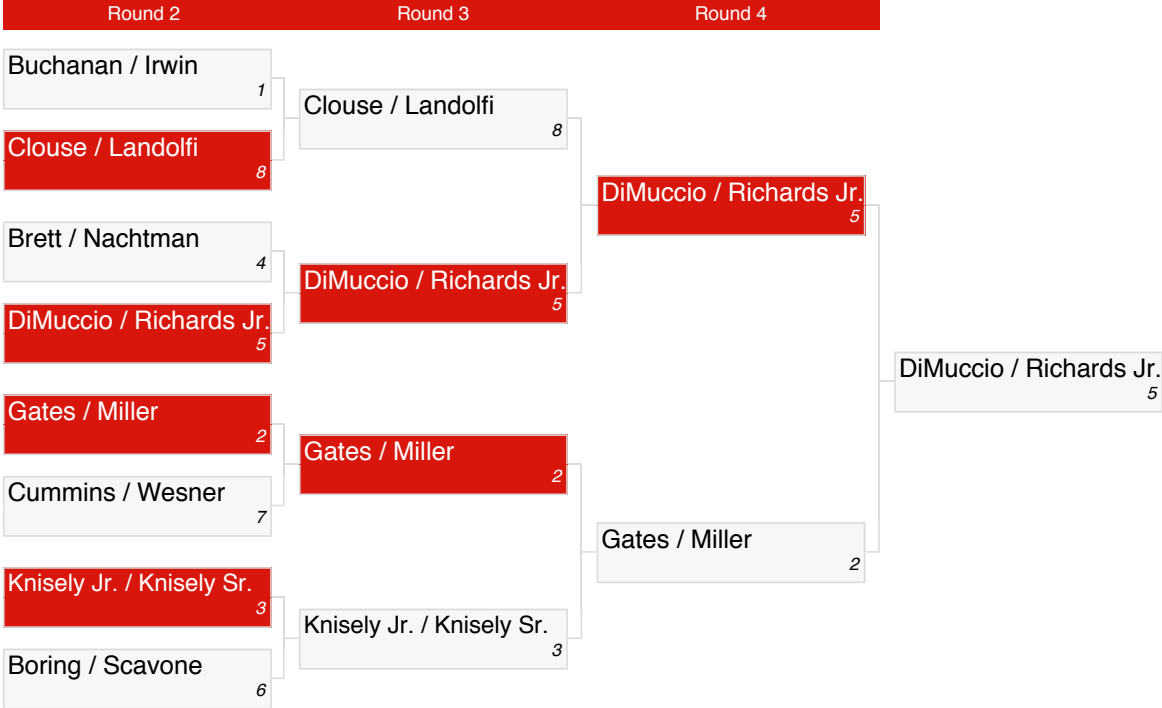 Round 2
Round 3
Round 4
Buchanan / Irwin
1
Clouse / Landolfi
8
Brett / Nachtman
4
DiMuccio / Richards Jr.
5
Gates / Miller
2
Cummins / Wesner
7
Knisely Jr. / Knisely Sr.
3
Boring / Scavone
6
Clouse / Landolfi
8
DiMuccio / Richards Jr.
5
Gates / Miller
2
Knisely Jr. / Knisely Sr.
3
DiMuccio / Richards Jr.
5
Gates / Miller
2
DiMuccio / Richards Jr.
5